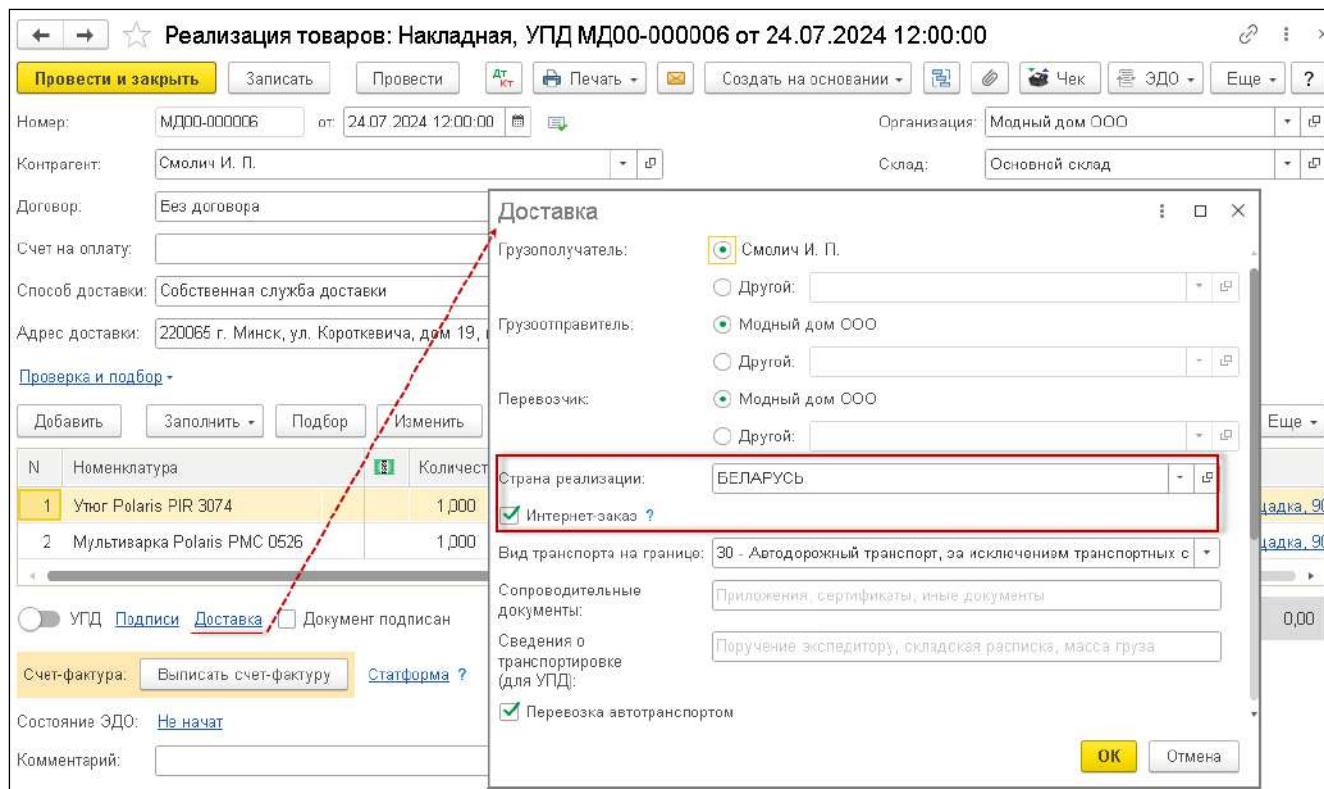 Реализация товаров: Накладная, УПД МД00-000006 от 24.07.2024 12:00:00
Провести и закрыть Записать Провести Дт Кт Печать Создать на основании Чек ЭДО Еще ?
Номер: МД00-000006 от: 24.07.2024 12:00:00 Организация: Модный дом ООО
Контрагент: Смолич И. П. Склад: Основной склад
Договор: Без договора
Счет на оплату:
Способ доставки: Собственная служба доставки
Адрес доставки: 220065 г. Минск, ул. Короткевича, дом 19,
Проверка и подбор
Добавить Заполнить Подбор Изменить Еще
N Номенклатура Количест
1 Утюг Polaris PIR 3074 1,000 щадка, 90
2 Мультиварка Polaris PMC 0526 1,000 щадка, 90
УПД Подписи Доставка Документ подписан 0,00
Счет-фактура: Выписать счет-фактуру Статформа ?
Состояние ЭДО: Не начат
Комментарий:
Доставка
Грузополучатель: Смолич И. П.
Другой:
Грузоотправитель: Модный дом ООО
Другой:
Перевозчик: Модный дом ООО
Другой:
Страна реализации: БЕЛАРУСЬ
Интернет-заказ ?
Вид транспорта на границе: 30 - Автодорожный транспорт, за исключением транспортных с
Сопроводительные
документы:
Приложения, сертификаты, иные документы
Сведения о
транспортировке
(для УПД):
Поручение экспедитору, складская расписка, масса груза
Перевозка автотранспортом
ОК Отмена